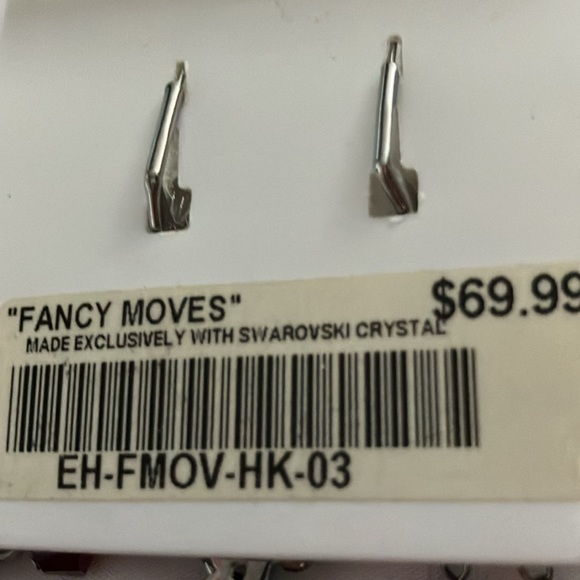 "FANCY MOVES" $69.99
MADE EXCLUSIVELY WITH SWAROVSKI CRYSTAL
EH-FMOV-HK-03